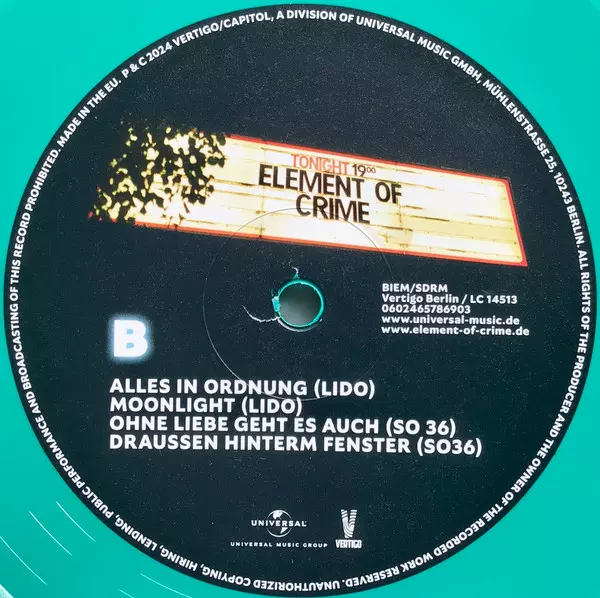 P & C 2024 VERTIGO/CAPITOL, A DIVISION OF UNIVERSAL MUSIC GMBH, MÜHLENSTRASSE 25, 10243 BERLIN. ALL RIGHTS OF THE PRODUCER AND THE OWNER OF THE RECORDED WORK RESERVED. UNAUTHORIZED COPYING, HIRING, LENDING, PUBLIC PERFORMANCE AND BROADCASTING OF THIS RECORD PROHIBITED. MADE IN THE EU.
TONIGHT 19⁰⁰
ELEMENT OF
CRIME
BIEM/SDRM
Vertigo Berlin / LC 14513
0602465786903
www.universal-music.de
www.element-of-crime.de
B
ALLES IN ORDNUNG (LIDO)
MOONLIGHT (LIDO)
OHNE LIEBE GEHT ES AUCH (SO 36)
DRAUSSEN HINTERM FENSTER (SO36)
UNIVERSAL
UNIVERSAL MUSIC GROUP
VERTIGO